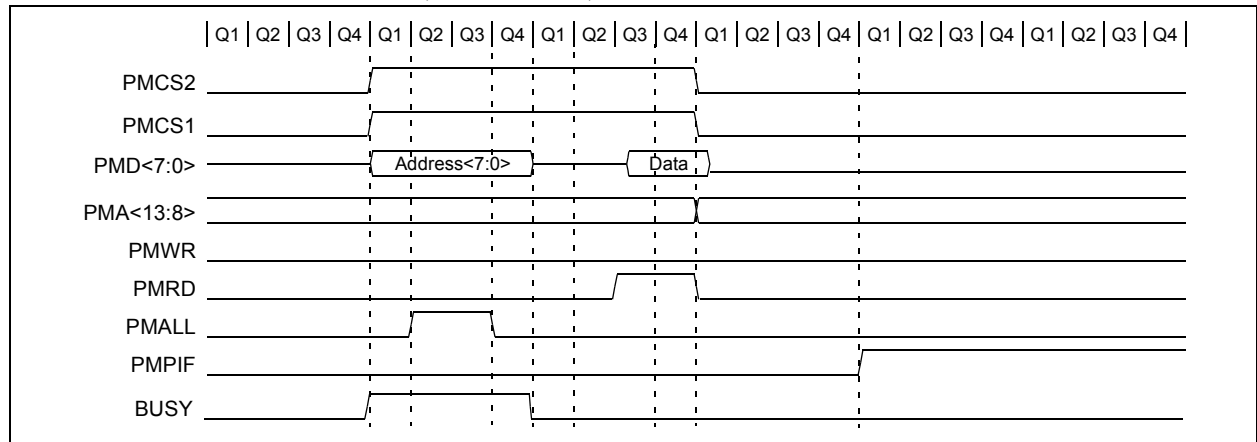 Q1 Q2 Q3 Q4 Q1 Q2 Q3 Q4 Q1 Q2 Q3 Q4 Q1 Q2 Q3 Q4 Q1 Q2 Q3 Q4 Q1 Q2 Q3 Q4
PMCS2
PMCS1
PMD<7:0> Address<7:0> Data
PMA<13:8>
PMWR
PMRD
PMALL
PMPIF
BUSY